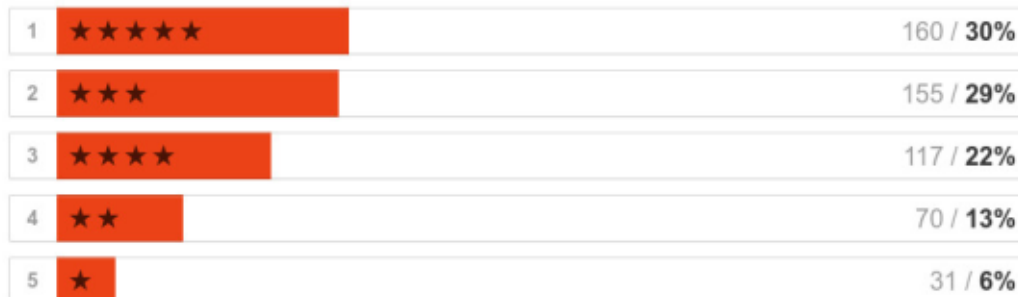 1 ★★★★★ 160 / 30%
2 ★★★ 155 / 29%
3 ★★★★ 117 / 22%
4 ★★ 70 / 13%
5 ★ 31 / 6%